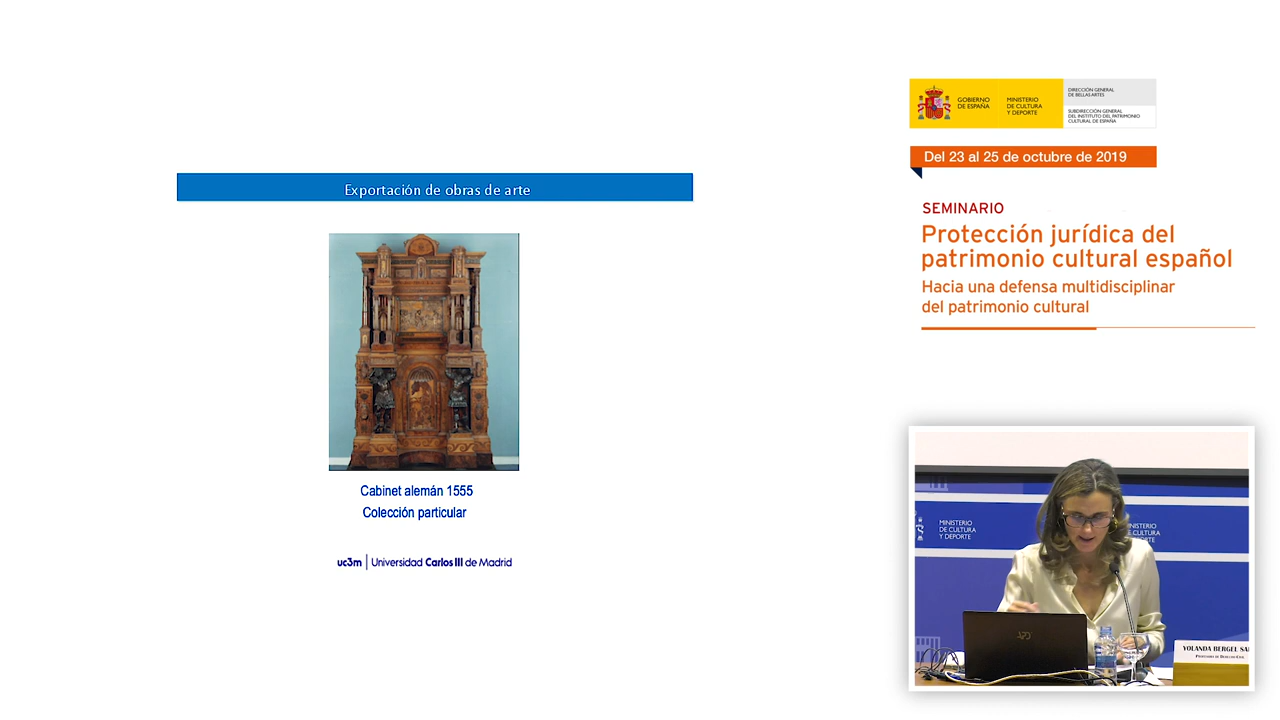 Exportación de obras de arte
Cabinet alemán 1555
Colección particular
uc3m | Universidad Carlos III de Madrid
GOBIERNO
DE ESPAÑA
MINISTERIO
DE CULTURA
Y DEPORTE
DIRECCIÓN GENERAL
DE BELLAS ARTES
SUBDIRECCIÓN GENERAL
DEL INSTITUTO DEL PATRIMONIO
CULTURAL DE ESPAÑA
Del 23 al 25 de octubre de 2019
SEMINARIO
Protección jurídica del
patrimonio cultural español
Hacia una defensa multidisciplinar
del patrimonio cultural
MINISTERIO
DE CULTURA
Y DEPORTE
MINISTERIO
DE CULTURA
YOLANDA BERGEL